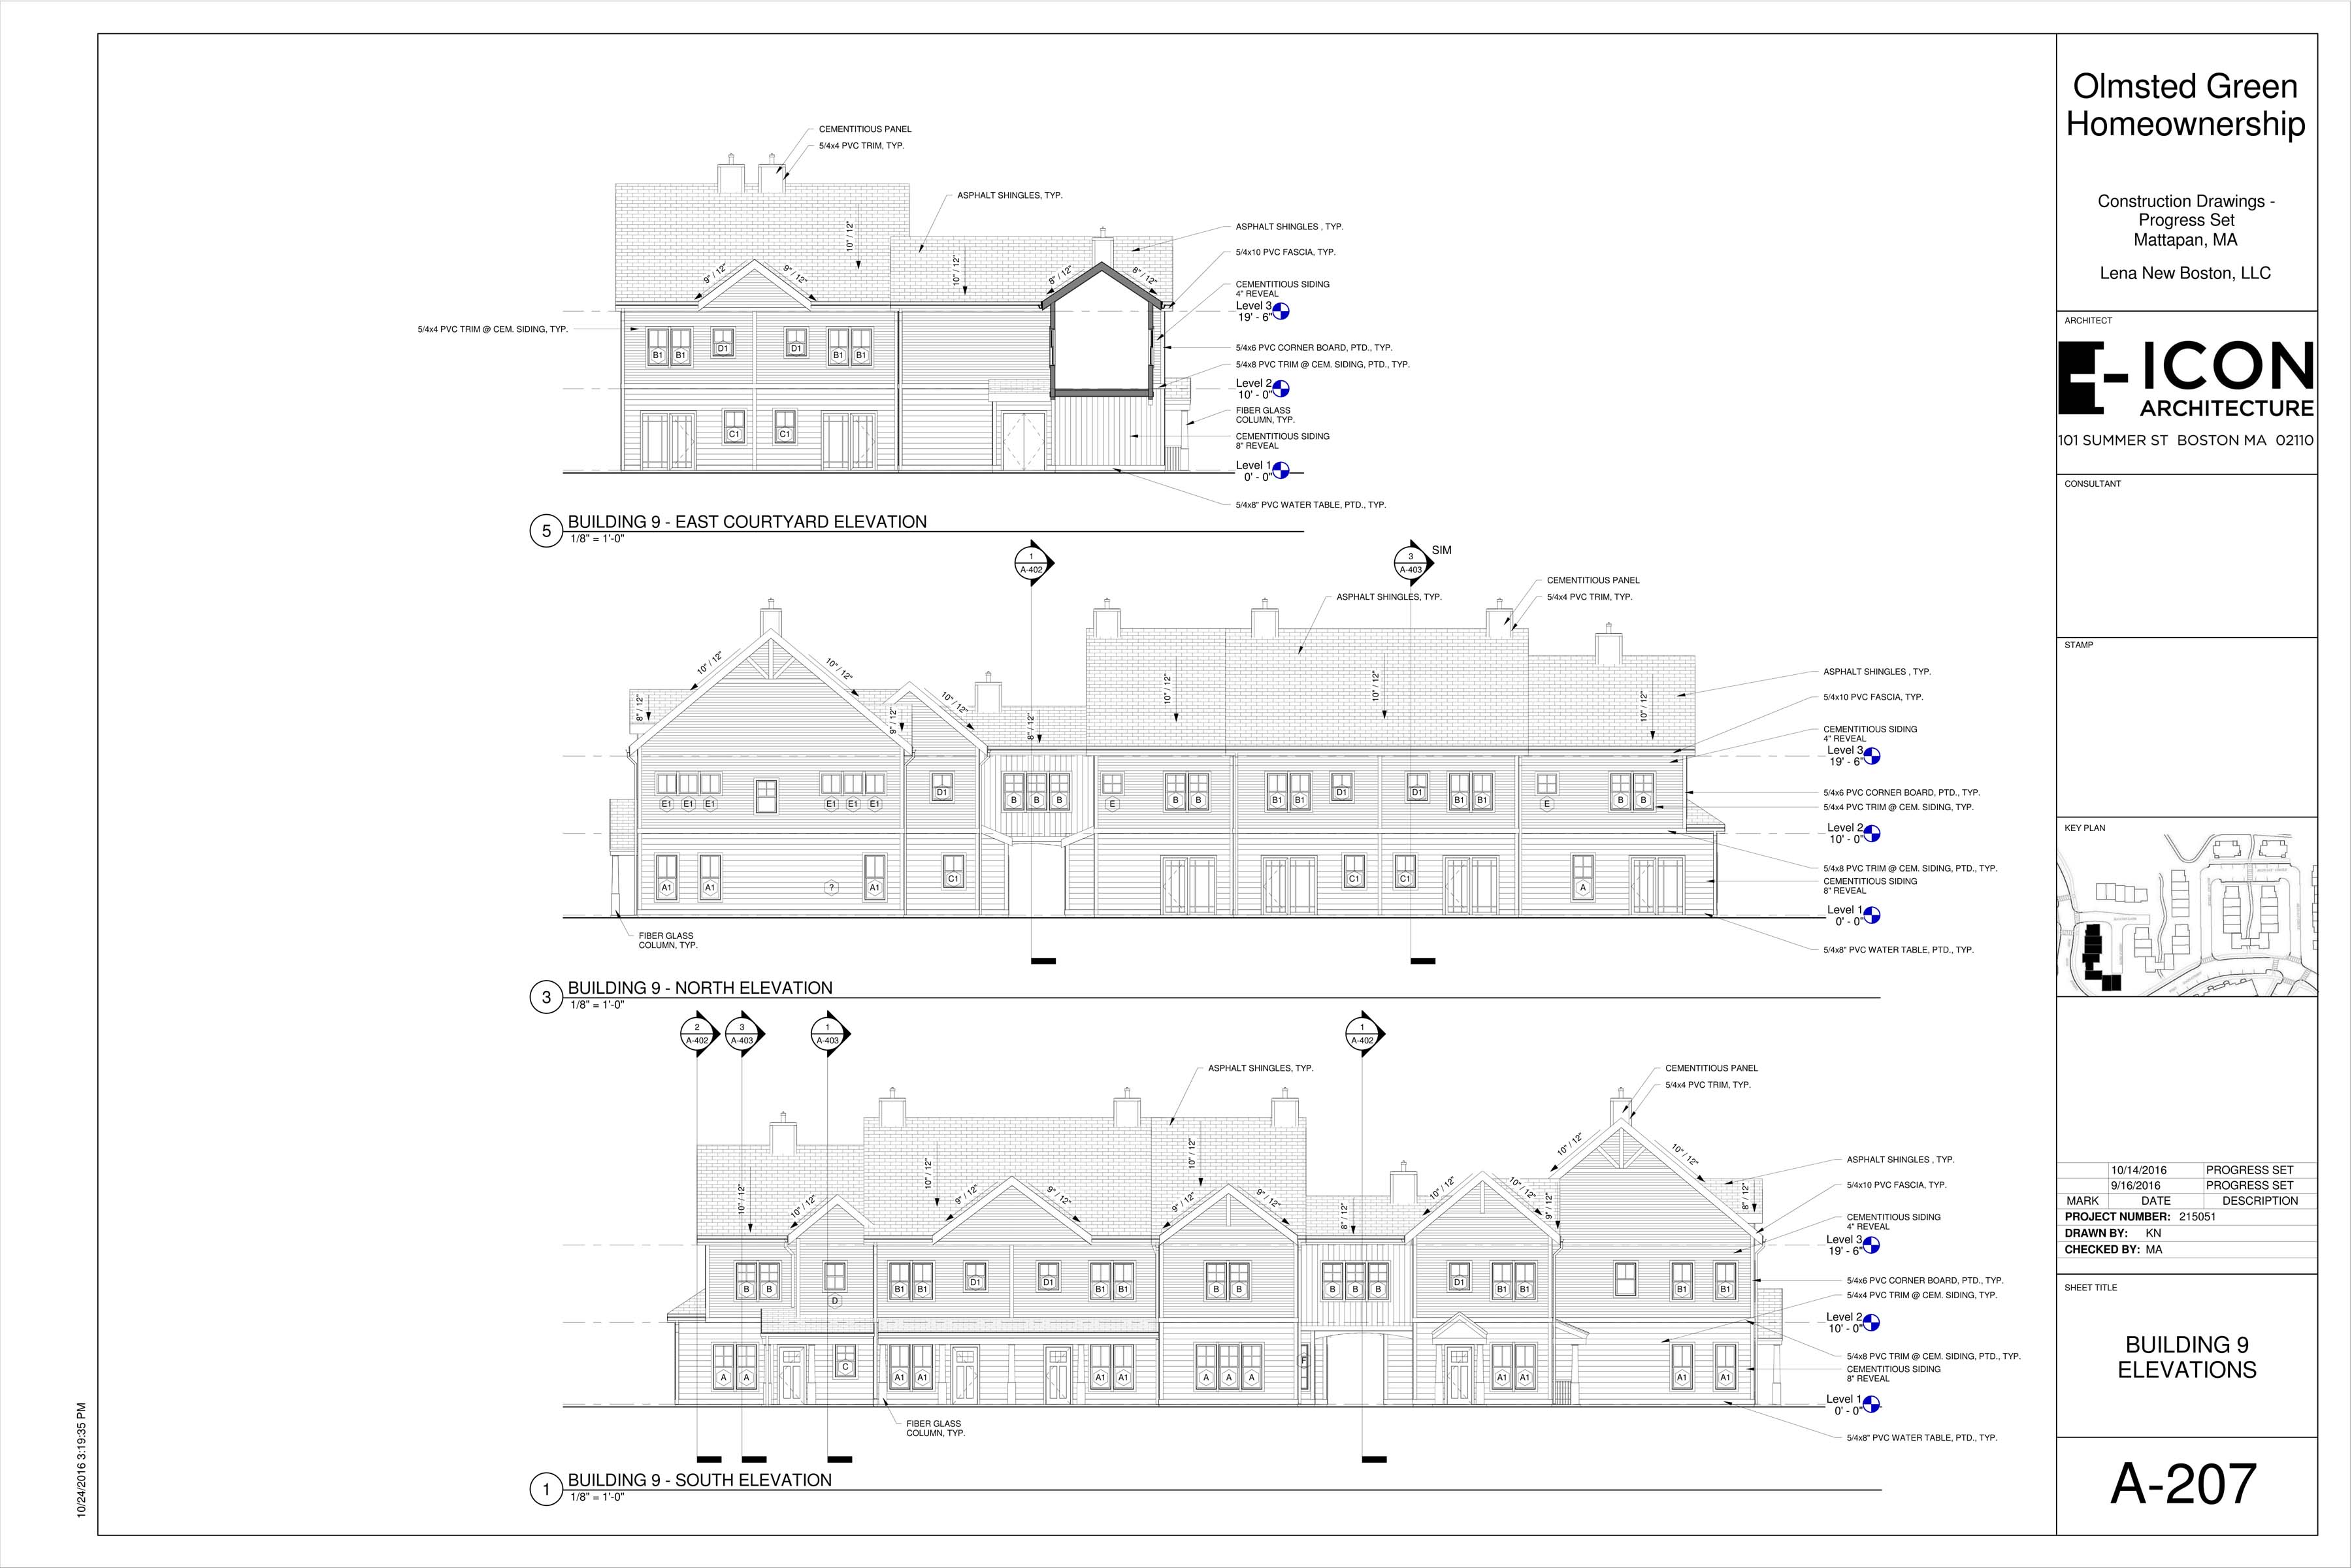 CEMENTITIOUS PANEL
5/4x4 PVC TRIM, TYP.
ASPHALT SHINGLES, TYP.
ASPHALT SHINGLES , TYP.
5/4x10 PVC FASCIA, TYP.
CEMENTITIOUS SIDING
4" REVEAL
Level 3
19' - 6"
5/4x4 PVC TRIM @ CEM. SIDING, TYP.
5/4x6 PVC CORNER BOARD, PTD., TYP.
5/4x8 PVC TRIM @ CEM. SIDING, PTD., TYP.
Level 2
10' - 0"
FIBER GLASS
COLUMN, TYP.
CEMENTITIOUS SIDING
8" REVEAL
Level 1
0' - 0"
5/4x8" PVC WATER TABLE, PTD., TYP.
10" / 12"
10" / 12"
9" / 12"
9" / 12"
8" / 12"
8" / 12"
B1 B1 D1 D1 B1 B1
C1 C1
5 BUILDING 9 - EAST COURTYARD ELEVATION
1/8" = 1'-0"
1
A-402
3
A-403
SIM
CEMENTITIOUS PANEL
5/4x4 PVC TRIM, TYP.
ASPHALT SHINGLES, TYP.
10" / 12"
10" / 12"
8" / 12"
9" / 12"
10" / 12"
8" / 12"
10" / 12"
10" / 12"
10" / 12"
ASPHALT SHINGLES , TYP.
5/4x10 PVC FASCIA, TYP.
CEMENTITIOUS SIDING
4" REVEAL
Level 3
19' - 6"
5/4x6 PVC CORNER BOARD, PTD., TYP.
5/4x4 PVC TRIM @ CEM. SIDING, TYP.
Level 2
10' - 0"
5/4x8 PVC TRIM @ CEM. SIDING, PTD., TYP.
CEMENTITIOUS SIDING
8" REVEAL
Level 1
0' - 0"
5/4x8" PVC WATER TABLE, PTD., TYP.
E1 E1 E1 E1 E1 E1 D1 B B B E B B B1 B1 D1 D1 B1 B1 E B B
A1 A1 ? A1 C1 C1 C1 A
FIBER GLASS
COLUMN, TYP.
3 BUILDING 9 - NORTH ELEVATION
1/8" = 1'-0"
2
A-402
3
A-403
1
A-403
1
A-402
ASPHALT SHINGLES, TYP.
CEMENTITIOUS PANEL
5/4x4 PVC TRIM, TYP.
10" / 12"
10" / 12"
10" / 12"
9" / 12"
9" / 12"
10" / 12"
9" / 12"
9" / 12"
8" / 12"
10" / 12"
10" / 12"
9" / 12"
10" / 12"
10" / 12"
8" / 12"
ASPHALT SHINGLES , TYP.
5/4x10 PVC FASCIA, TYP.
CEMENTITIOUS SIDING
4" REVEAL
Level 3
19' - 6"
5/4x6 PVC CORNER BOARD, PTD., TYP.
5/4x4 PVC TRIM @ CEM. SIDING, TYP.
Level 2
10' - 0"
5/4x8 PVC TRIM @ CEM. SIDING, PTD., TYP.
CEMENTITIOUS SIDING
8" REVEAL
Level 1
0' - 0"
5/4x8" PVC WATER TABLE, PTD., TYP.
B B D B1 B1 D1 D1 B1 B1 B B B B B D1 B1 B1 B1 B1
A A C A1 A1 A1 A1 A A A F A1 A1 A1 A1
FIBER GLASS
COLUMN, TYP.
1 BUILDING 9 - SOUTH ELEVATION
1/8" = 1'-0"
10/24/2016 3:19:35 PM
Olmsted Green
Homeownership
Construction Drawings -
Progress Set
Mattapan, MA
Lena New Boston, LLC
ARCHITECT
ICON
ARCHITECTURE
101 SUMMER ST BOSTON MA 02110
CONSULTANT
STAMP
KEY PLAN
10/14/2016 PROGRESS SET
9/16/2016 PROGRESS SET
MARK DATE DESCRIPTION
PROJECT NUMBER: 215051
DRAWN BY: KN
CHECKED BY: MA
SHEET TITLE
BUILDING 9
ELEVATIONS
A-207